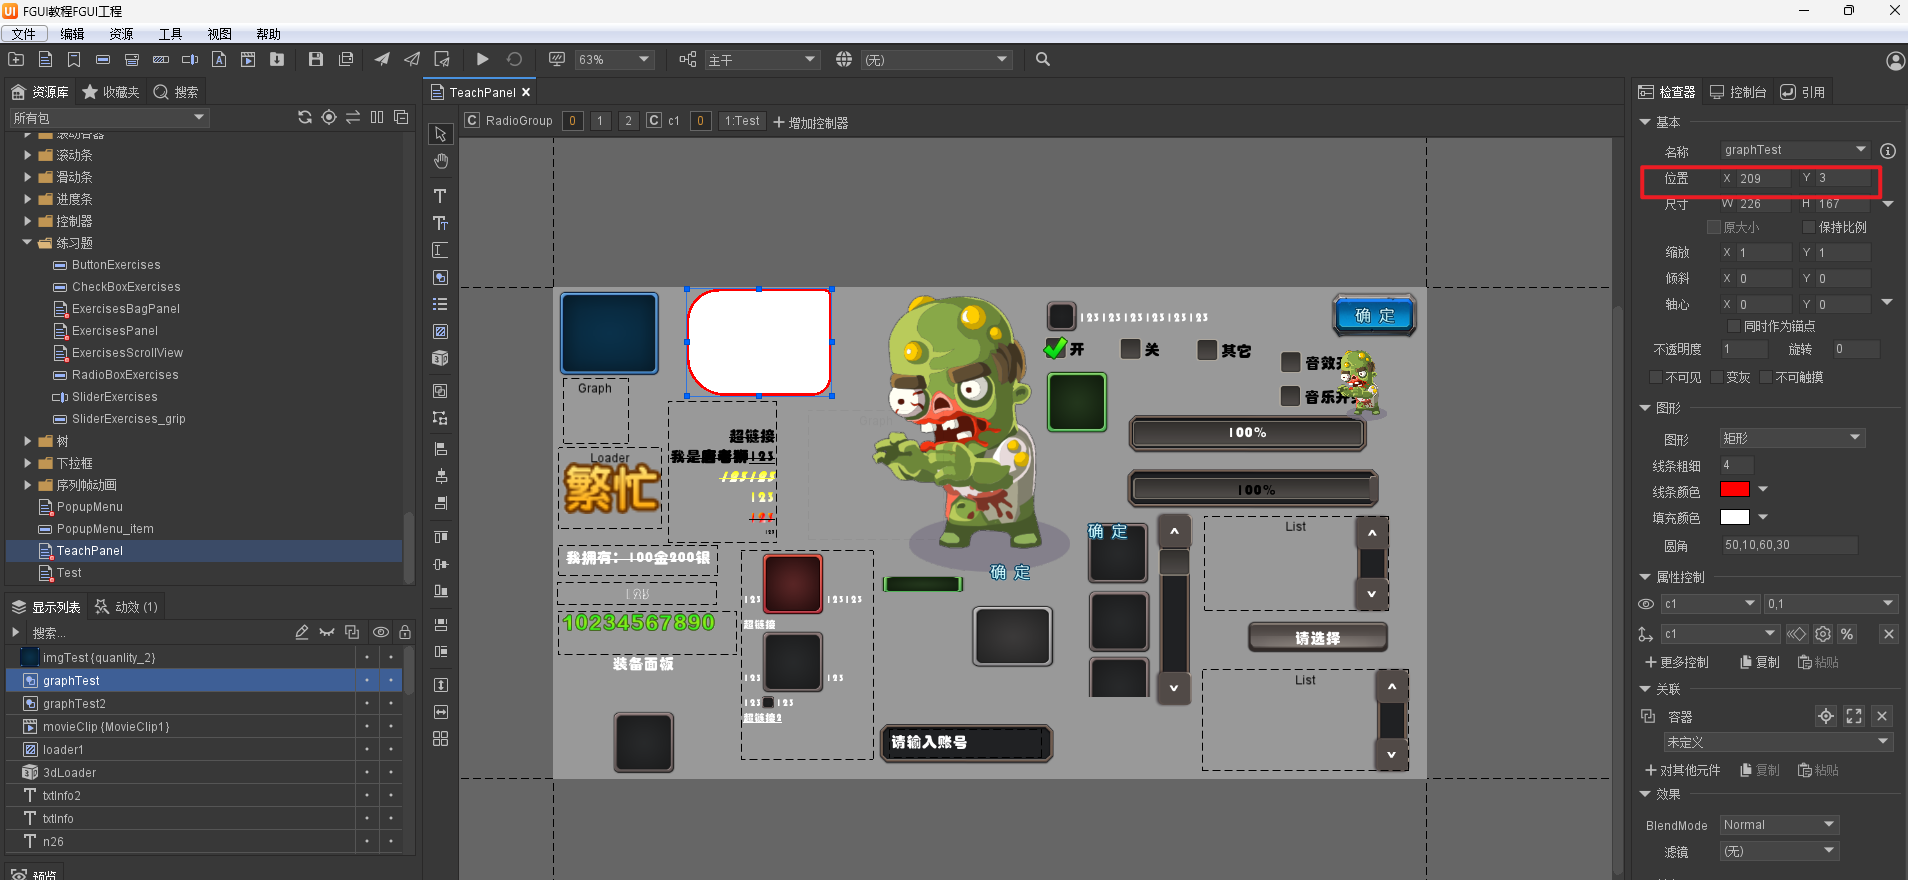 FGUI教程FGUI工程
文件 编辑 资源 工具 视图 帮助
63% 主干 (无)
资源库 收藏夹 搜索
所有包
滚动容器
滚动条
滑动条
进度条
控制器
练习题
ButtonExercises
CheckBoxExercises
ExercisesBagPanel
ExercisesPanel
ExercisesScrollView
RadioBoxExercises
SliderExercises
SliderExercises_grip
树
下拉框
序列帧动画
PopupMenu
PopupMenu_item
TeachPanel
Test
显示列表 动效 (1)
搜索...
imgTest {quanlity_2}
graphTest
graphTest2
movieClip {MovieClip1}
loader1
3dLoader
txtInfo2
txtInfo
n26
预览
TeachPanel
C RadioGroup 0 1 2 C c1 0 1:Test 增加控制器
Graph
Loader
繁忙
超链接
我是唐老狮123
123123
123
我拥有: 100金200银
10234567890
装备面板
123 123123
超链接
123 123
123 123
超链接2
Graph
确 定
请输入账号
123123123123123123
开 关 其它
音效开
音乐开
确 定
100%
100%
确 定
List
请选择
List
检查器 控制台 引用
基本
名称 graphTest
位置 X 209 Y 3
尺寸 W 226 H 167
原大小 保持比例
缩放 X 1 Y 1
倾斜 X 0 Y 0
轴心 X 0 Y 0
同时作为锚点
不透明度 1 旋转 0
不可见 变灰 不可触摸
图形
图形 矩形
线条粗细 4
线条颜色
填充颜色
圆角 50,10,60,30
属性控制
c1 0,1
c1 %
更多控制 复制 粘贴
关联
容器
未定义
对其他元件 复制 粘贴
效果
BlendMode Normal
滤镜 (无)